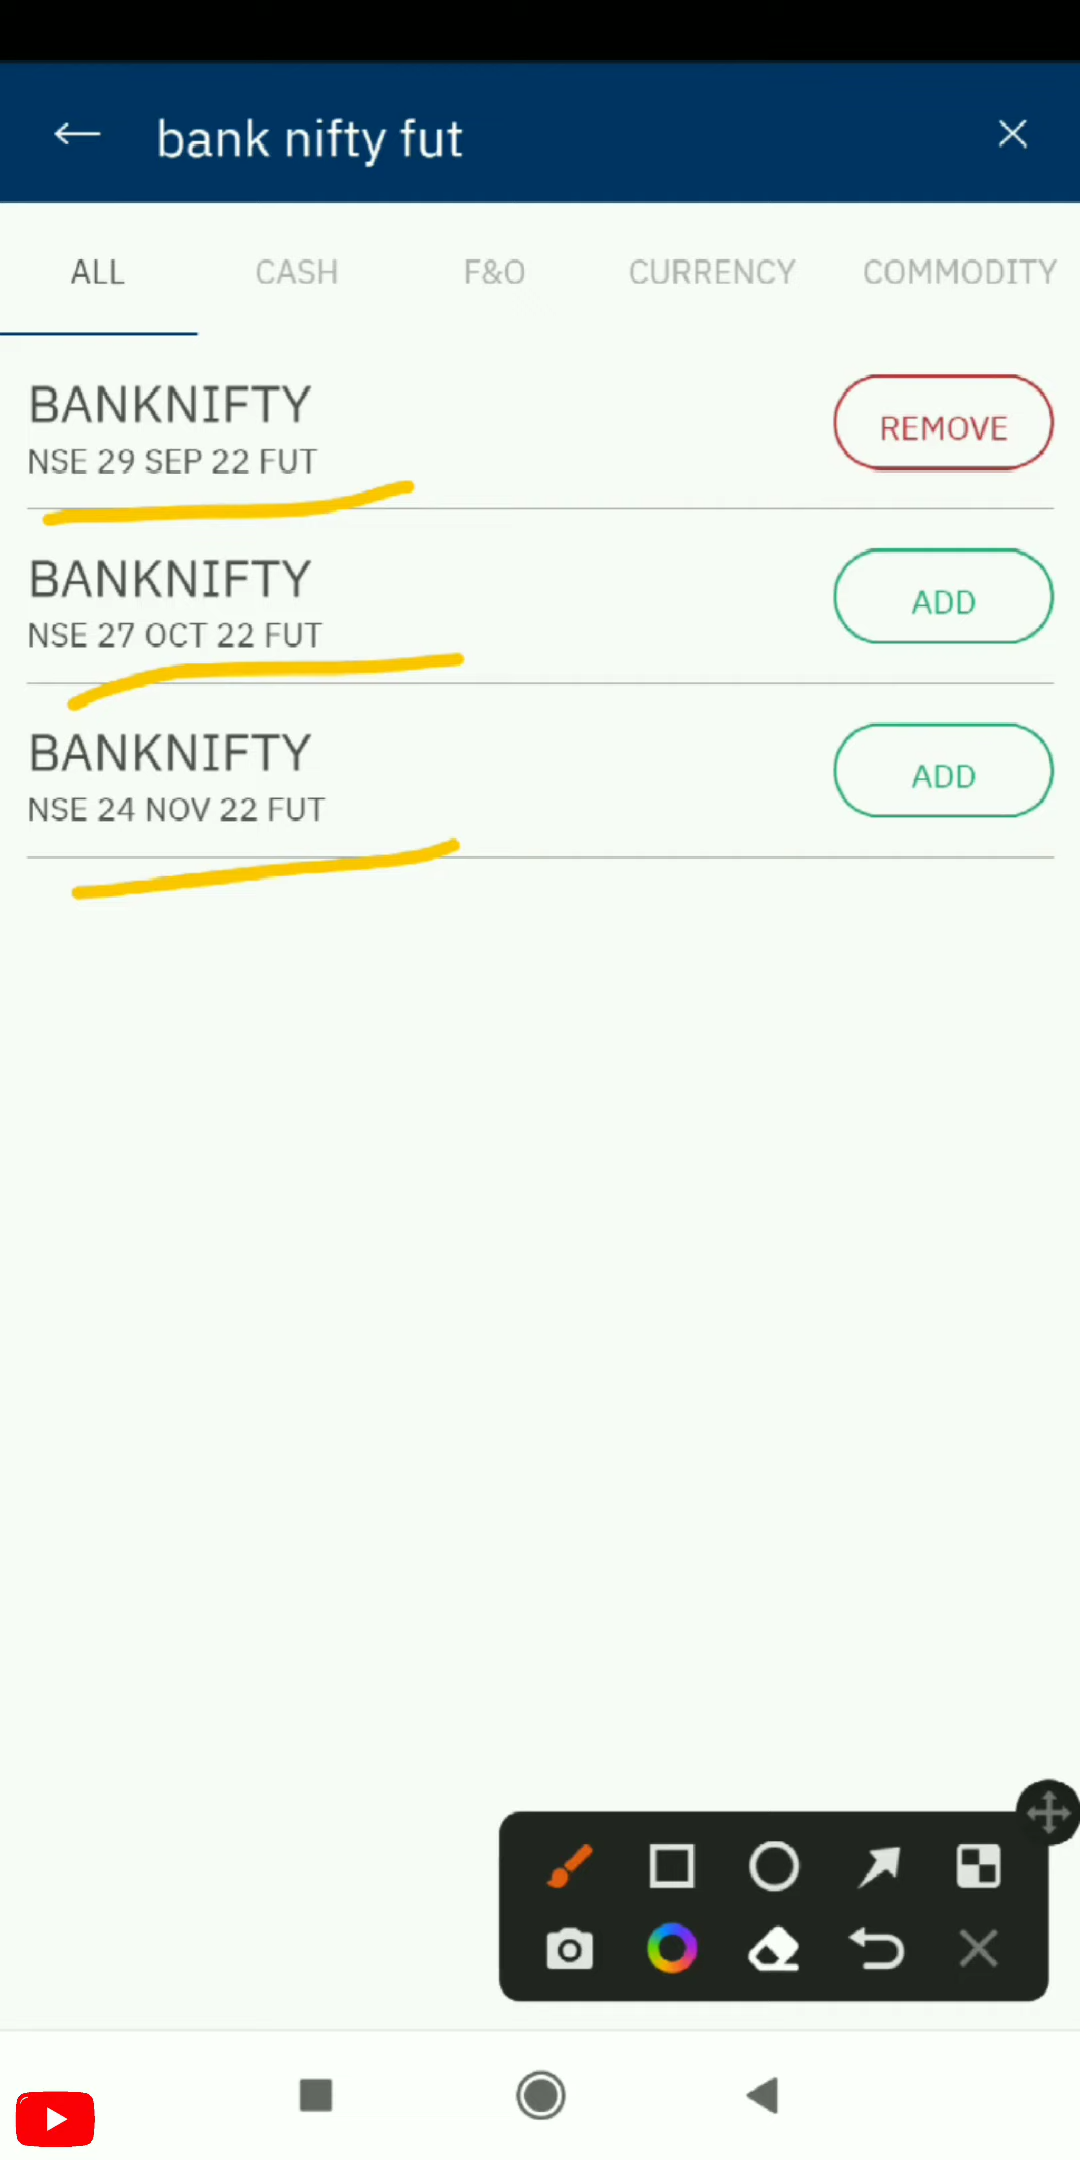 bank nifty fut
ALL CASH F&O CURRENCY COMMODITY
BANKNIFTY
NSE 29 SEP 22 FUT
REMOVE
BANKNIFTY
NSE 27 OCT 22 FUT
ADD
BANKNIFTY
NSE 24 NOV 22 FUT
ADD